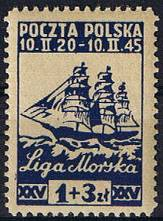 POCZTA POLSKA
10.II.20-10.II.45
Liga Morska
XXV 1+3 zł XXV